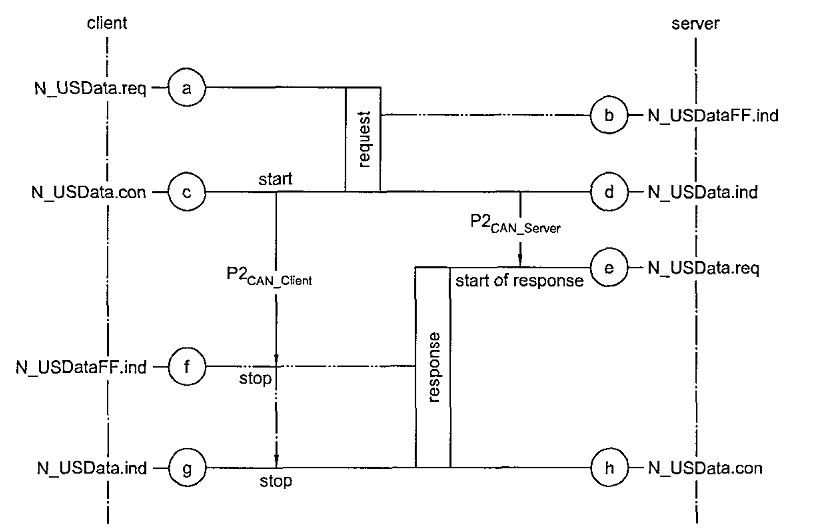 client
server
N_USData.req
a
b
N_USDataFF.ind
request
N_USData.con
c
start
d
N_USData.ind
P2CAN_Server
e
N_USData.req
P2CAN_Client
start of response
response
N_USDataFF.ind
f
stop
N_USData.ind
g
stop
h
N_USData.con